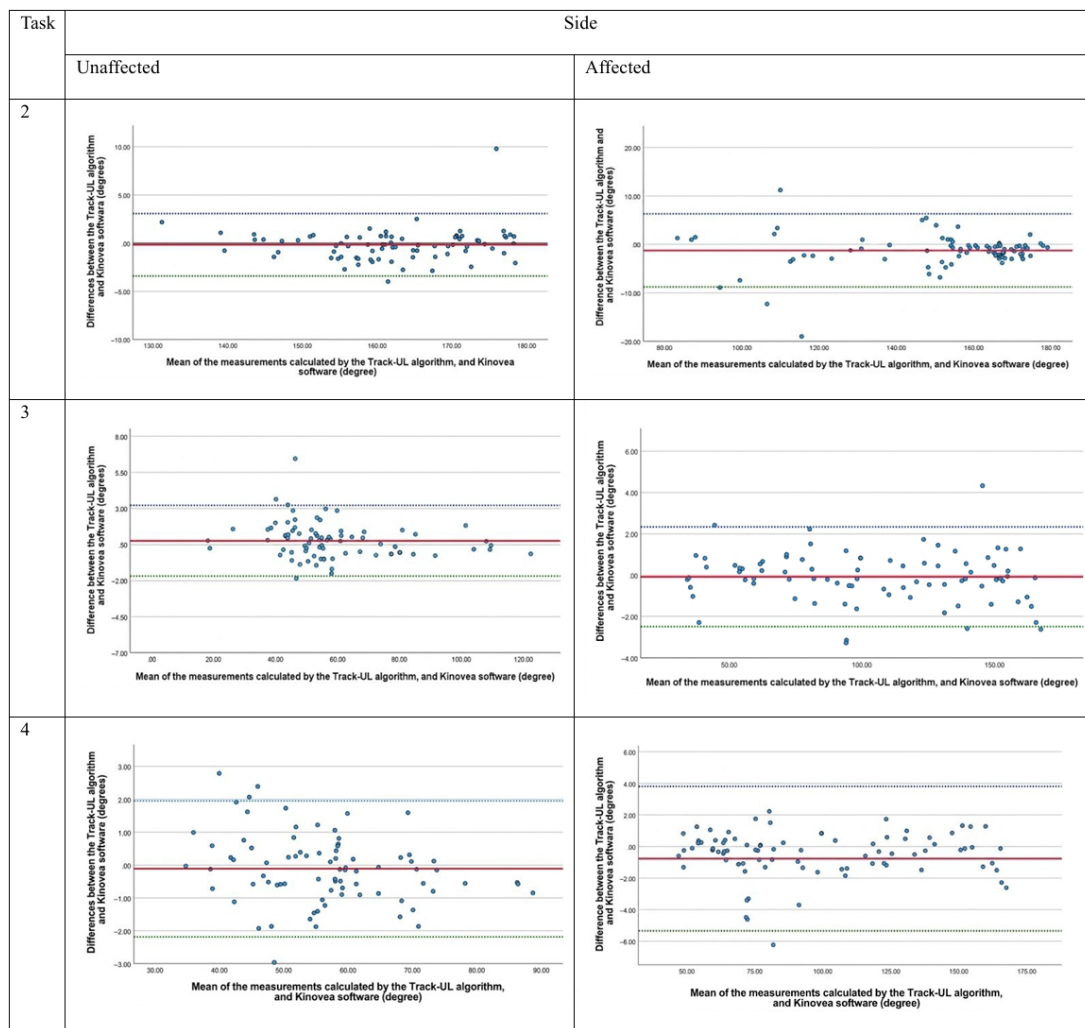 Task
Side
Unaffected
Affected
2
Differences between the Track-UL algorithm
and Kinovea softwara (degrees)
10.00
5.00
.00
−5.00
−10.00
130.00 140.00 150.00 160.00 170.00 180.00
Mean of the measurements calculated by the Track-UL algorithm, and Kinovea
software (degree)
Difference between the Track-UL algorithm and
and Kinovea software (degrees)
20.00
10.00
.00
−10.00
−20.00
80.00 100.00 120.00 140.00 160.00 180.00
Mean of the measurements calculated by the Track-UL algorithm, and Kinovea software (degree)
3
Difference between the Track-UL algorithm
and Kinovea software (degrees)
8.00
5.50
3.00
.50
−2.00
−4.50
−7.00
.00 20.00 40.00 60.00 80.00 100.00 120.00
Mean of the measurements calculated by the Track-UL algorithm, and Kinovea software (degree)
Difference between the Track-UL algorithm
and Kinovea software (degrees)
6.00
4.00
2.00
.00
−2.00
−4.00
50.00 100.00 150.00
Mean of the measurements calculated by the Track-UL algorithm, and Kinovea software (degree)
4
Differences between the Track-UL algorithm
and Kinovea software (degrees)
3.00
2.00
1.00
.00
−1.00
−2.00
−3.00
30.00 40.00 50.00 60.00 70.00 80.00 90.00
Mean of the measurements calculated by the Track-UL algorithm,
and Kinovea software (degree)
Difference between the Track-UL algorithm
and Kinovea software (degrees)
6.00
4.00
2.00
.00
−2.00
−4.00
−6.00
50.00 75.00 100.00 125.00 150.00 175.00
Mean of the measurements calculated by the Track-UL algorithm,
and Kinovea software (degree)